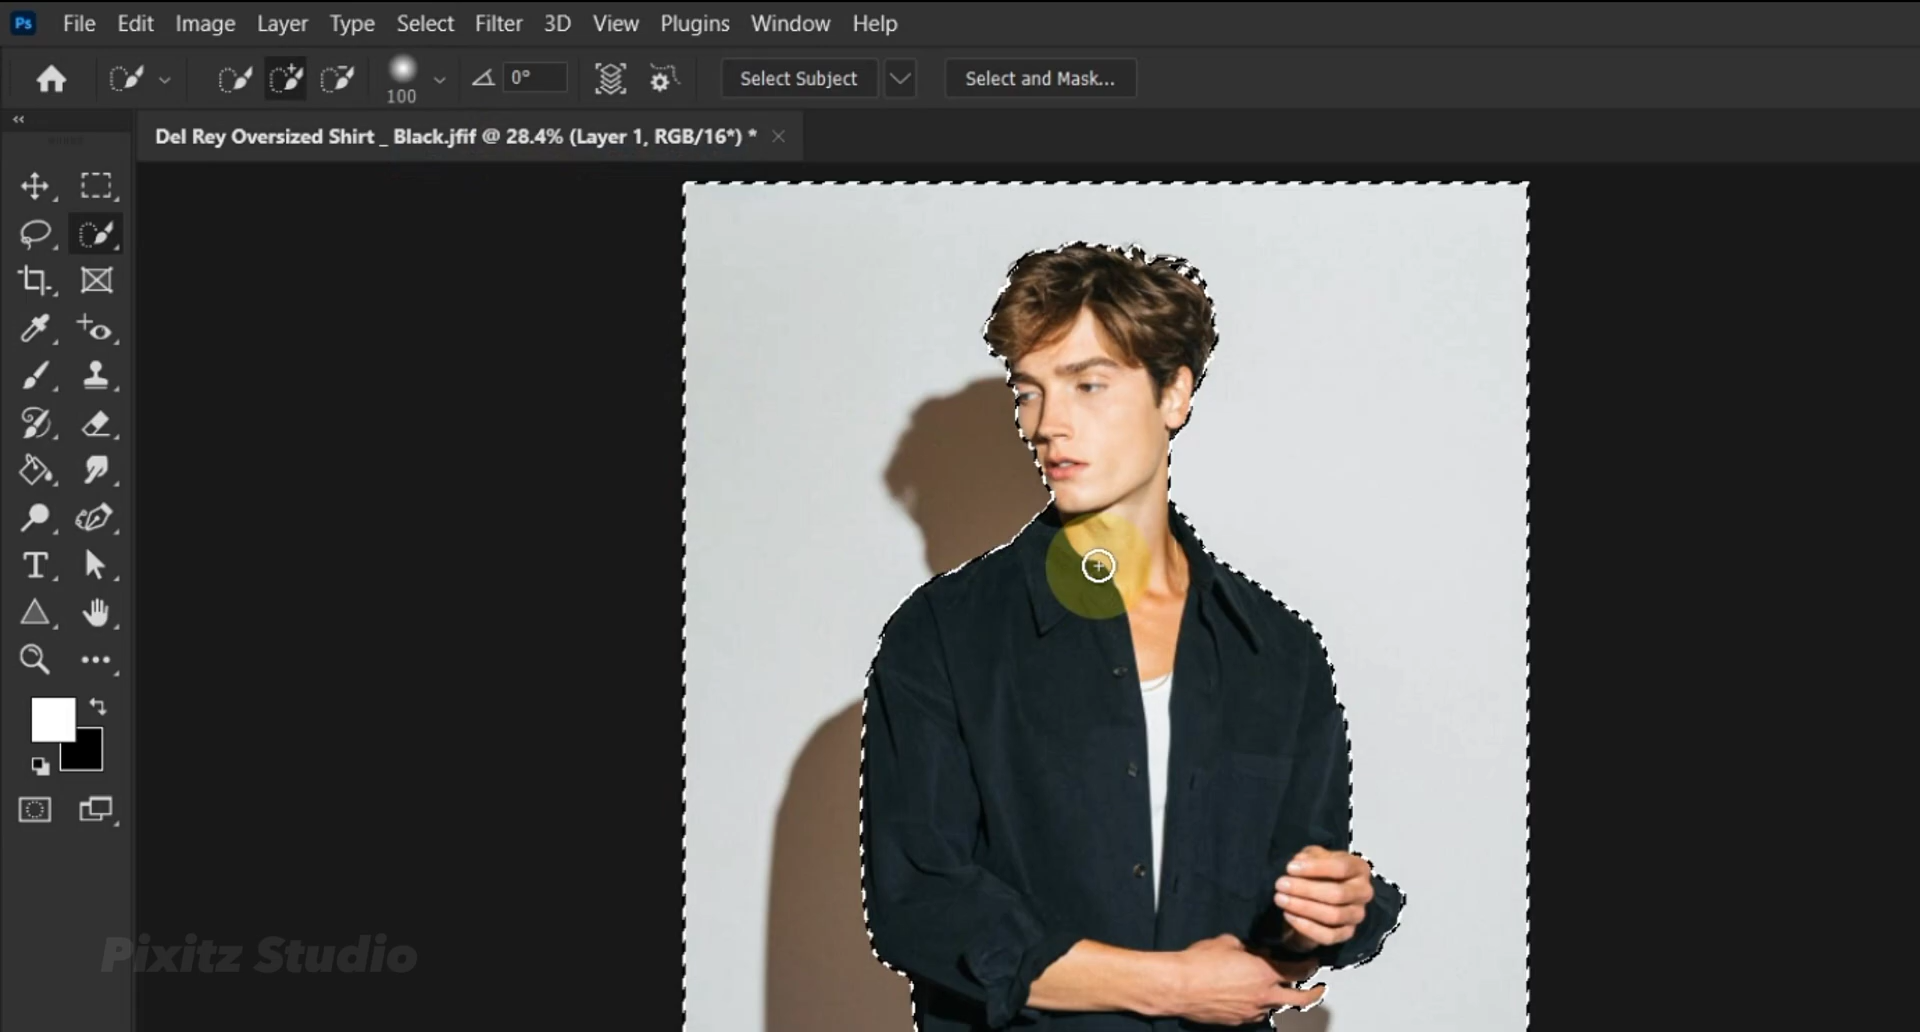 Ps File Edit Image Layer Type Select Filter 3D View Plugins Window Help
100 0° Select Subject Select and Mask...
Del Rey Oversized Shirt _ Black.jfif @ 28.4% (Layer 1, RGB/16*) *
Pixitz Studio